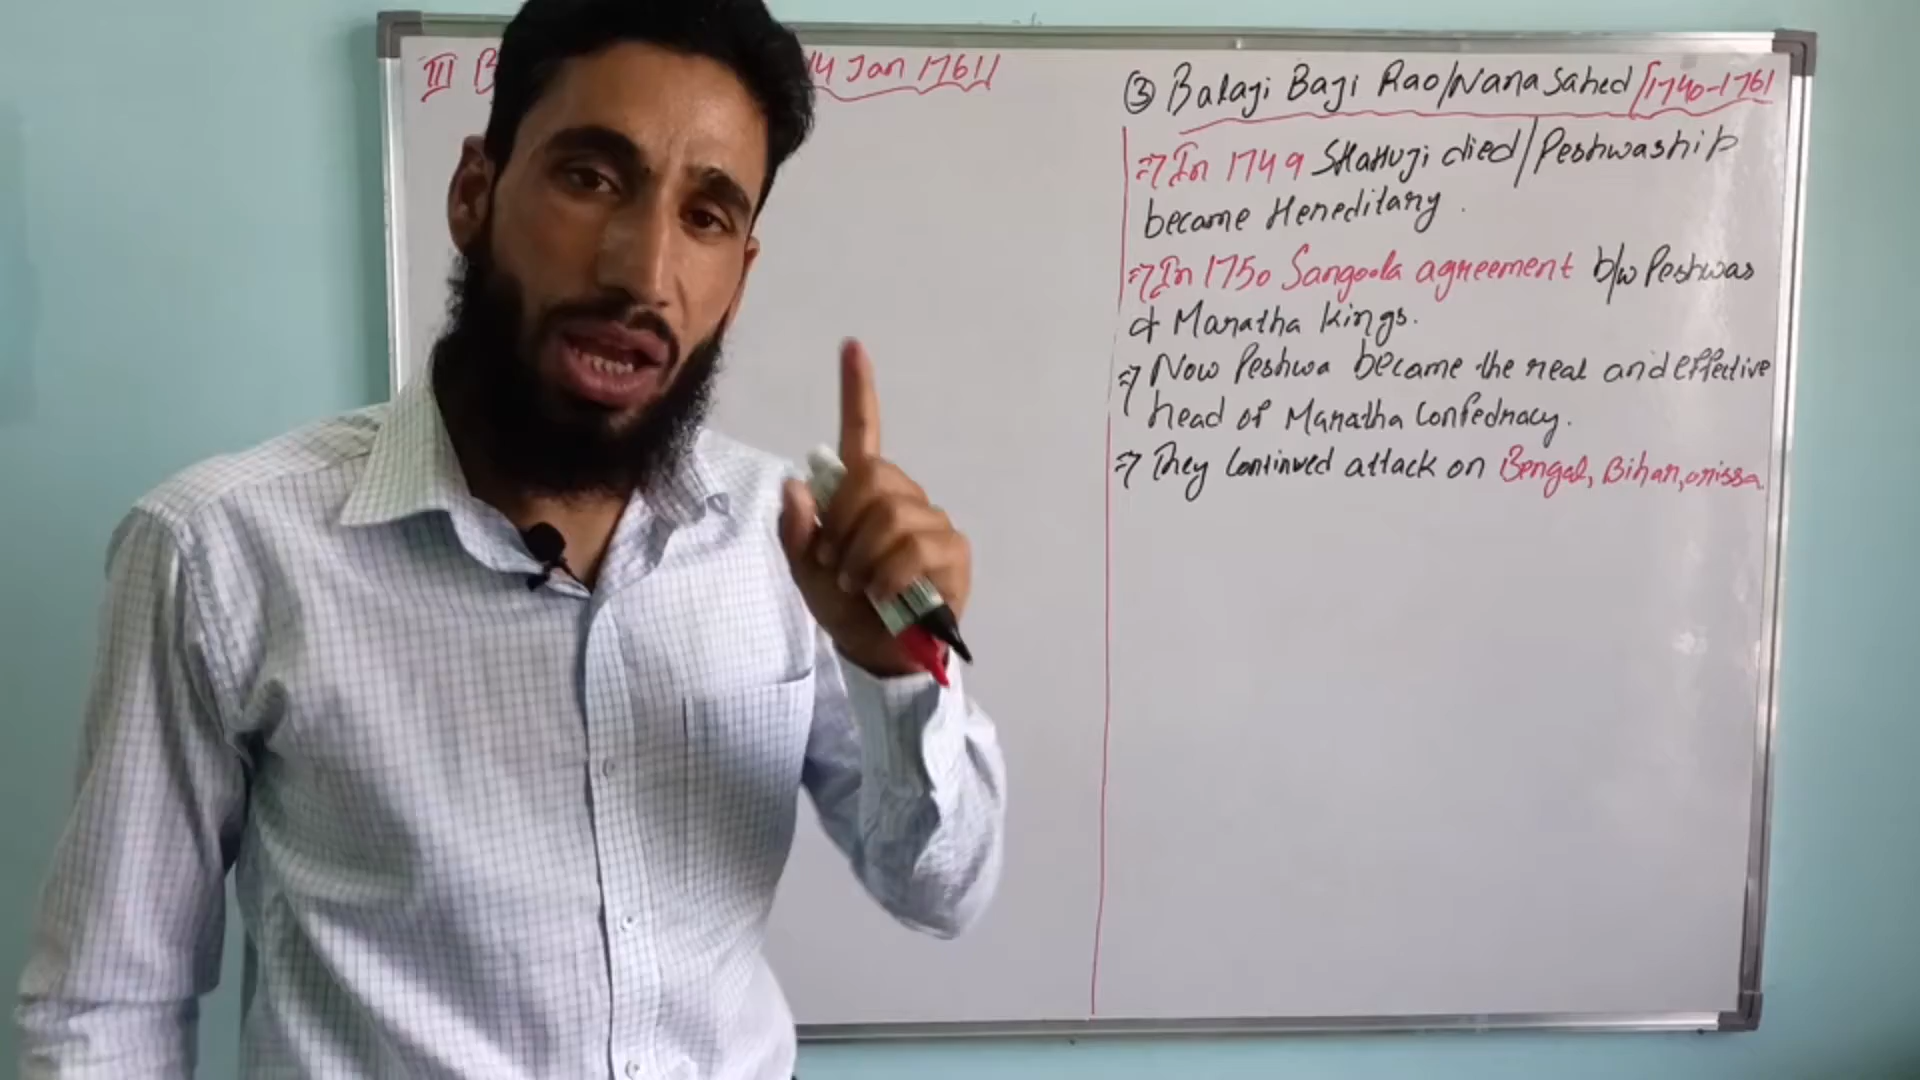 III B
14 Jan 1761)
③ Balaji Baji Rao/Nana Saheb [1740-1761
⇒ In 1749 Shahuji died/Peshwaship
became Hereditary.
⇒ In 1750 Sangoola agreement b/w Peshwas
& Maratha Kings.
⇒ Now Peshwa became the real and effective
head of Maratha Confedracy.
⇒ They Continued attack on Bengal, Bihar, orissa.